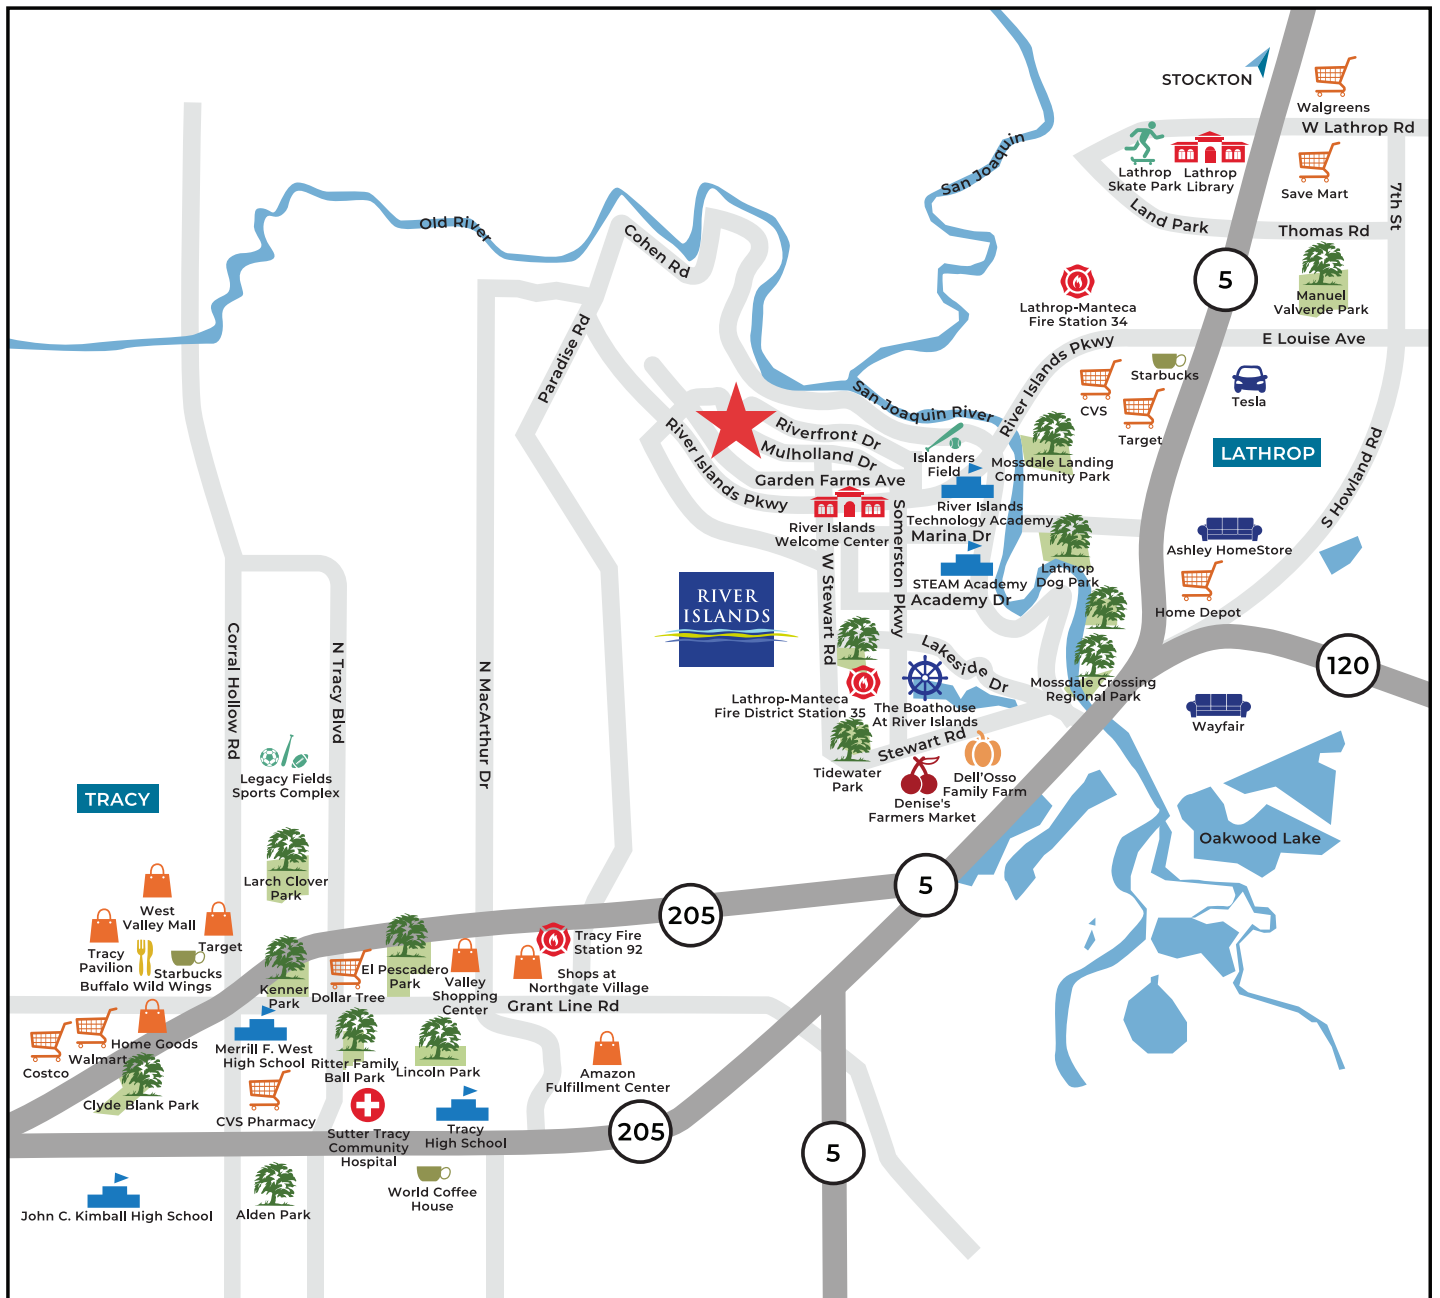 STOCKTON
Walgreens
W Lathrop Rd
Lathrop
Skate Park
Lathrop
Library
Save Mart
7th St
Land Park
Thomas Rd
San Joaquin
Old River
Cohen Rd
5
Manuel
Valverde Park
Lathrop-Manteca
Fire Station 34
E Louise Ave
River Islands Pkwy
Paradise Rd
Starbucks
CVS
Target
Tesla
San Joaquin River
LATHROP
Riverfront Dr
Mulholland Dr
Garden Farms Ave
River Islands Pkwy
Islanders
Field
Mossdale Landing
Community Park
River Islands
Technology Academy
River Islands
Welcome Center
Somerston Pkwy
Marina Dr
S Howland Rd
Ashley HomeStore
Lathrop
Dog Park
STEAM Academy
Academy Dr
Home Depot
W Stewart Rd
RIVER
ISLANDS
Lakeside Dr
120
Mossdale Crossing
Regional Park
Lathrop-Manteca
Fire District Station 35
The Boathouse
At River Islands
Wayfair
Corral Hollow Rd
N Tracy Blvd
N MacArthur Dr
Stewart Rd
Tidewater
Park
Dell'Osso
Family Farm
Denise's
Farmers Market
Legacy Fields
Sports Complex
TRACY
Oakwood Lake
Larch Clover
Park
5
205
West
Valley Mall
Target
Tracy
Pavilion
Starbucks
Buffalo Wild Wings
Kenner
Park
Dollar Tree
El Pescadero
Park
Valley
Shopping
Center
Tracy Fire
Station 92
Shops at
Northgate Village
Grant Line Rd
Home Goods
Walmart
Costco
Merrill F. West
High School
Ritter Family
Ball Park
Lincoln Park
Amazon
Fulfillment Center
Clyde Blank Park
CVS Pharmacy
Sutter Tracy
Community
Hospital
Tracy
High School
205
5
World Coffee
House
John C. Kimball High School
Alden Park